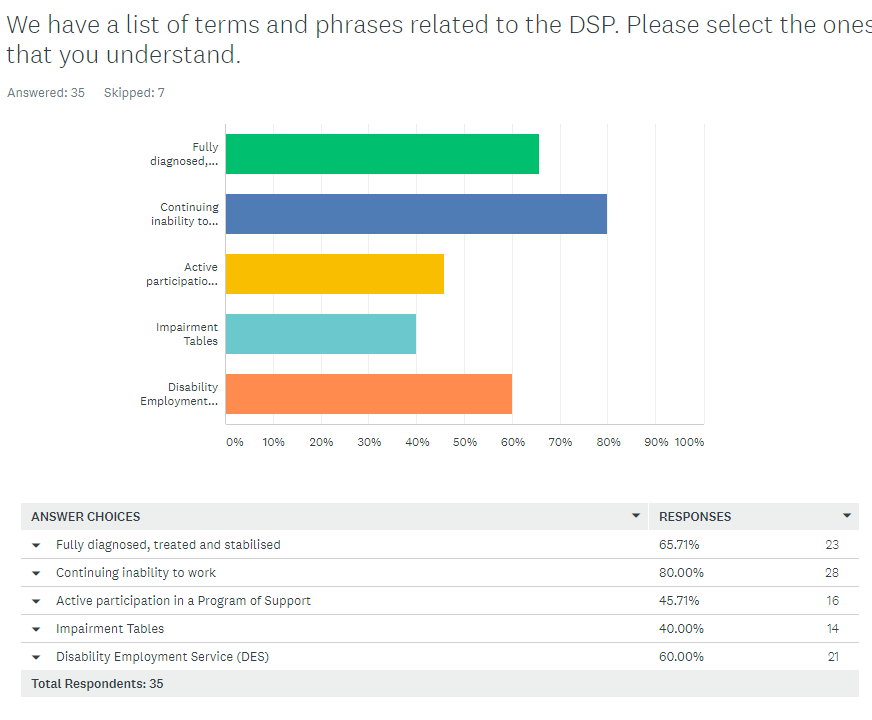 We have a list of terms and phrases related to the DSP. Please select the ones
that you understand.
Answered: 35 Skipped: 7
Fully
diagnosed,...
Continuing
inability to...
Active
participatio...
Impairment
Tables
Disability
Employment...
0% 10% 20% 30% 40% 50% 60% 70% 80% 90% 100%
ANSWER CHOICES RESPONSES
Fully diagnosed, treated and stabilised 65.71% 23
Continuing inability to work 80.00% 28
Active participation in a Program of Support 45.71% 16
Impairment Tables 40.00% 14
Disability Employment Service (DES) 60.00% 21
Total Respondents: 35